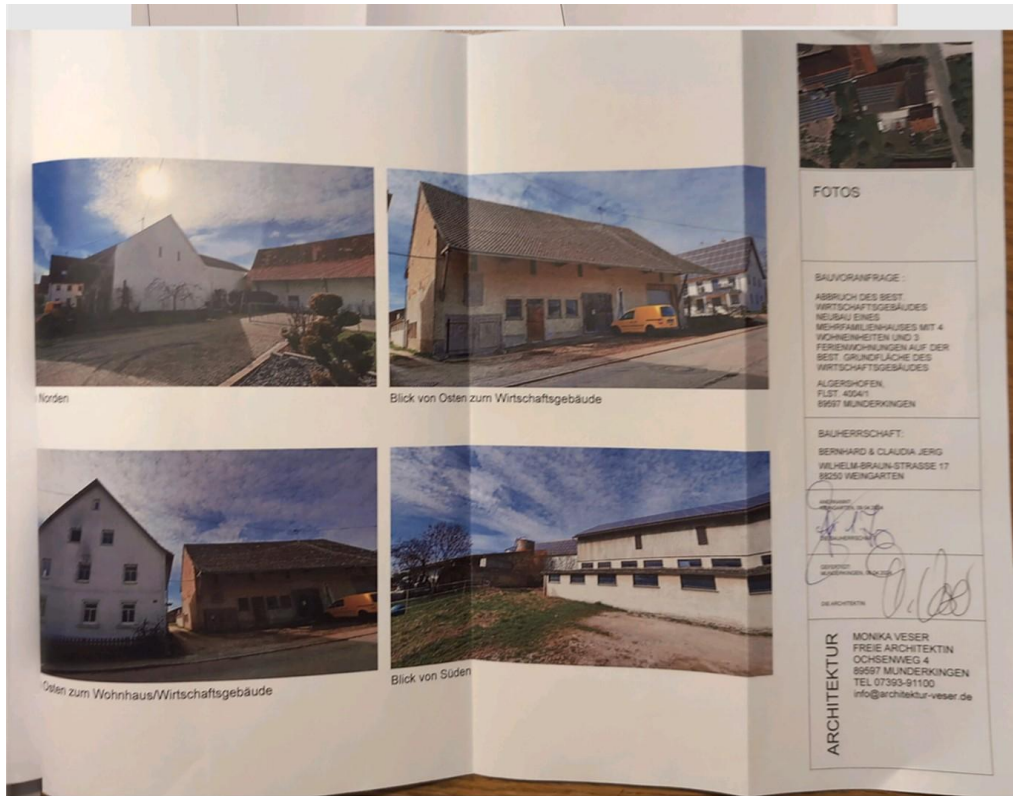 Norden
Blick von Osten zum Wirtschaftsgebäude
Osten zum Wohnhaus/Wirtschaftsgebäude
Blick von Süden
FOTOS
BAUVORANFRAGE :
ABBRUCH DES BEST.
WIRTSCHAFTSGEBÄUDES
NEUBAU EINES
MEHRFAMILIENHAUSES MIT 4
WOHNEINHEITEN UND 3
FERIENWOHNUNGEN AUF DER
BEST. GRUNDFLÄCHE DES
WIRTSCHAFTSGEBÄUDES
ALGERSHOFEN,
FLST. 4004/1
89597 MUNDERKINGEN
BAUHERRSCHAFT:
BERNHARD & CLAUDIA JERG
WILHELM-BRAUN-STRASSE 17
88250 WEINGARTEN
DIE BAUHERRSCHAFT
GEFERTIGT
DIE ARCHITEKTIN
ARCHITEKTUR
MONIKA VESER
FREIE ARCHITEKTIN
OCHSENWEG 4
89597 MUNDERKINGEN
TEL 07393-91100
info@architektur-veser.de